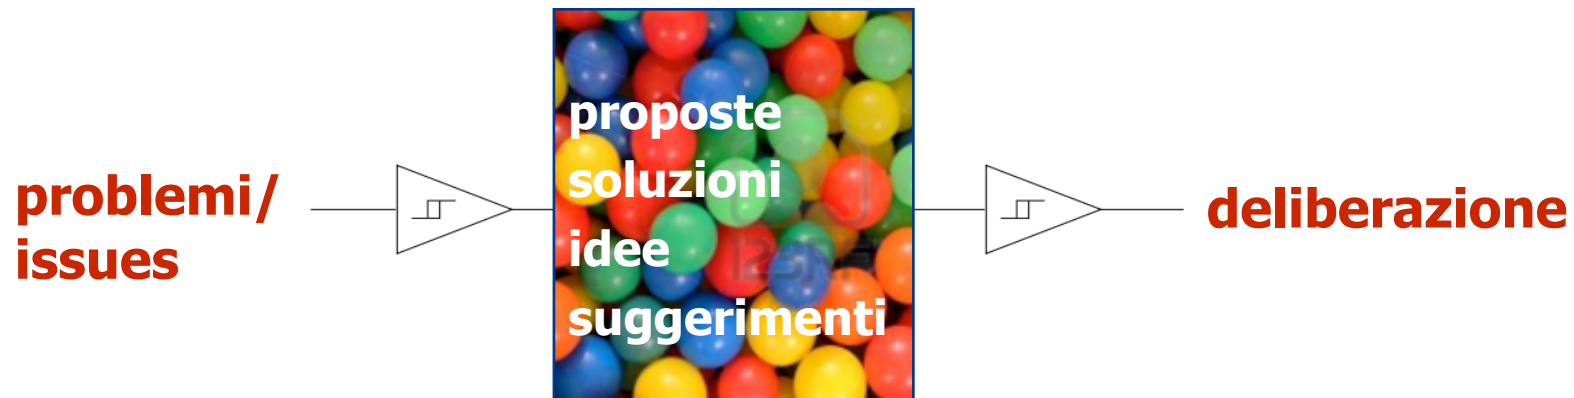 problemi/
issues
proposte
soluzioni
idee
suggerimenti
deliberazione